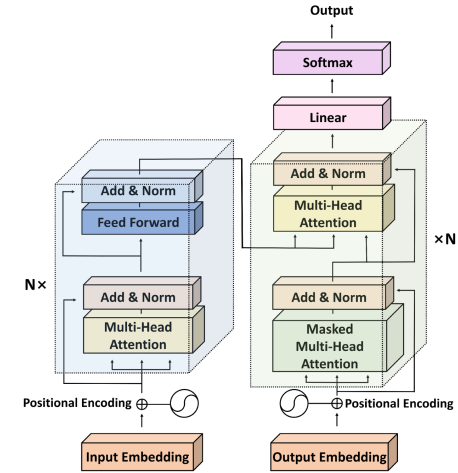 Output
Softmax
Linear
Add & Norm
Multi-Head
Attention
×N
Add & Norm
Masked
Multi-Head
Attention
Positional Encoding
Output Embedding
Add & Norm
Feed Forward
N×
Add & Norm
Multi-Head
Attention
Positional Encoding
Input Embedding